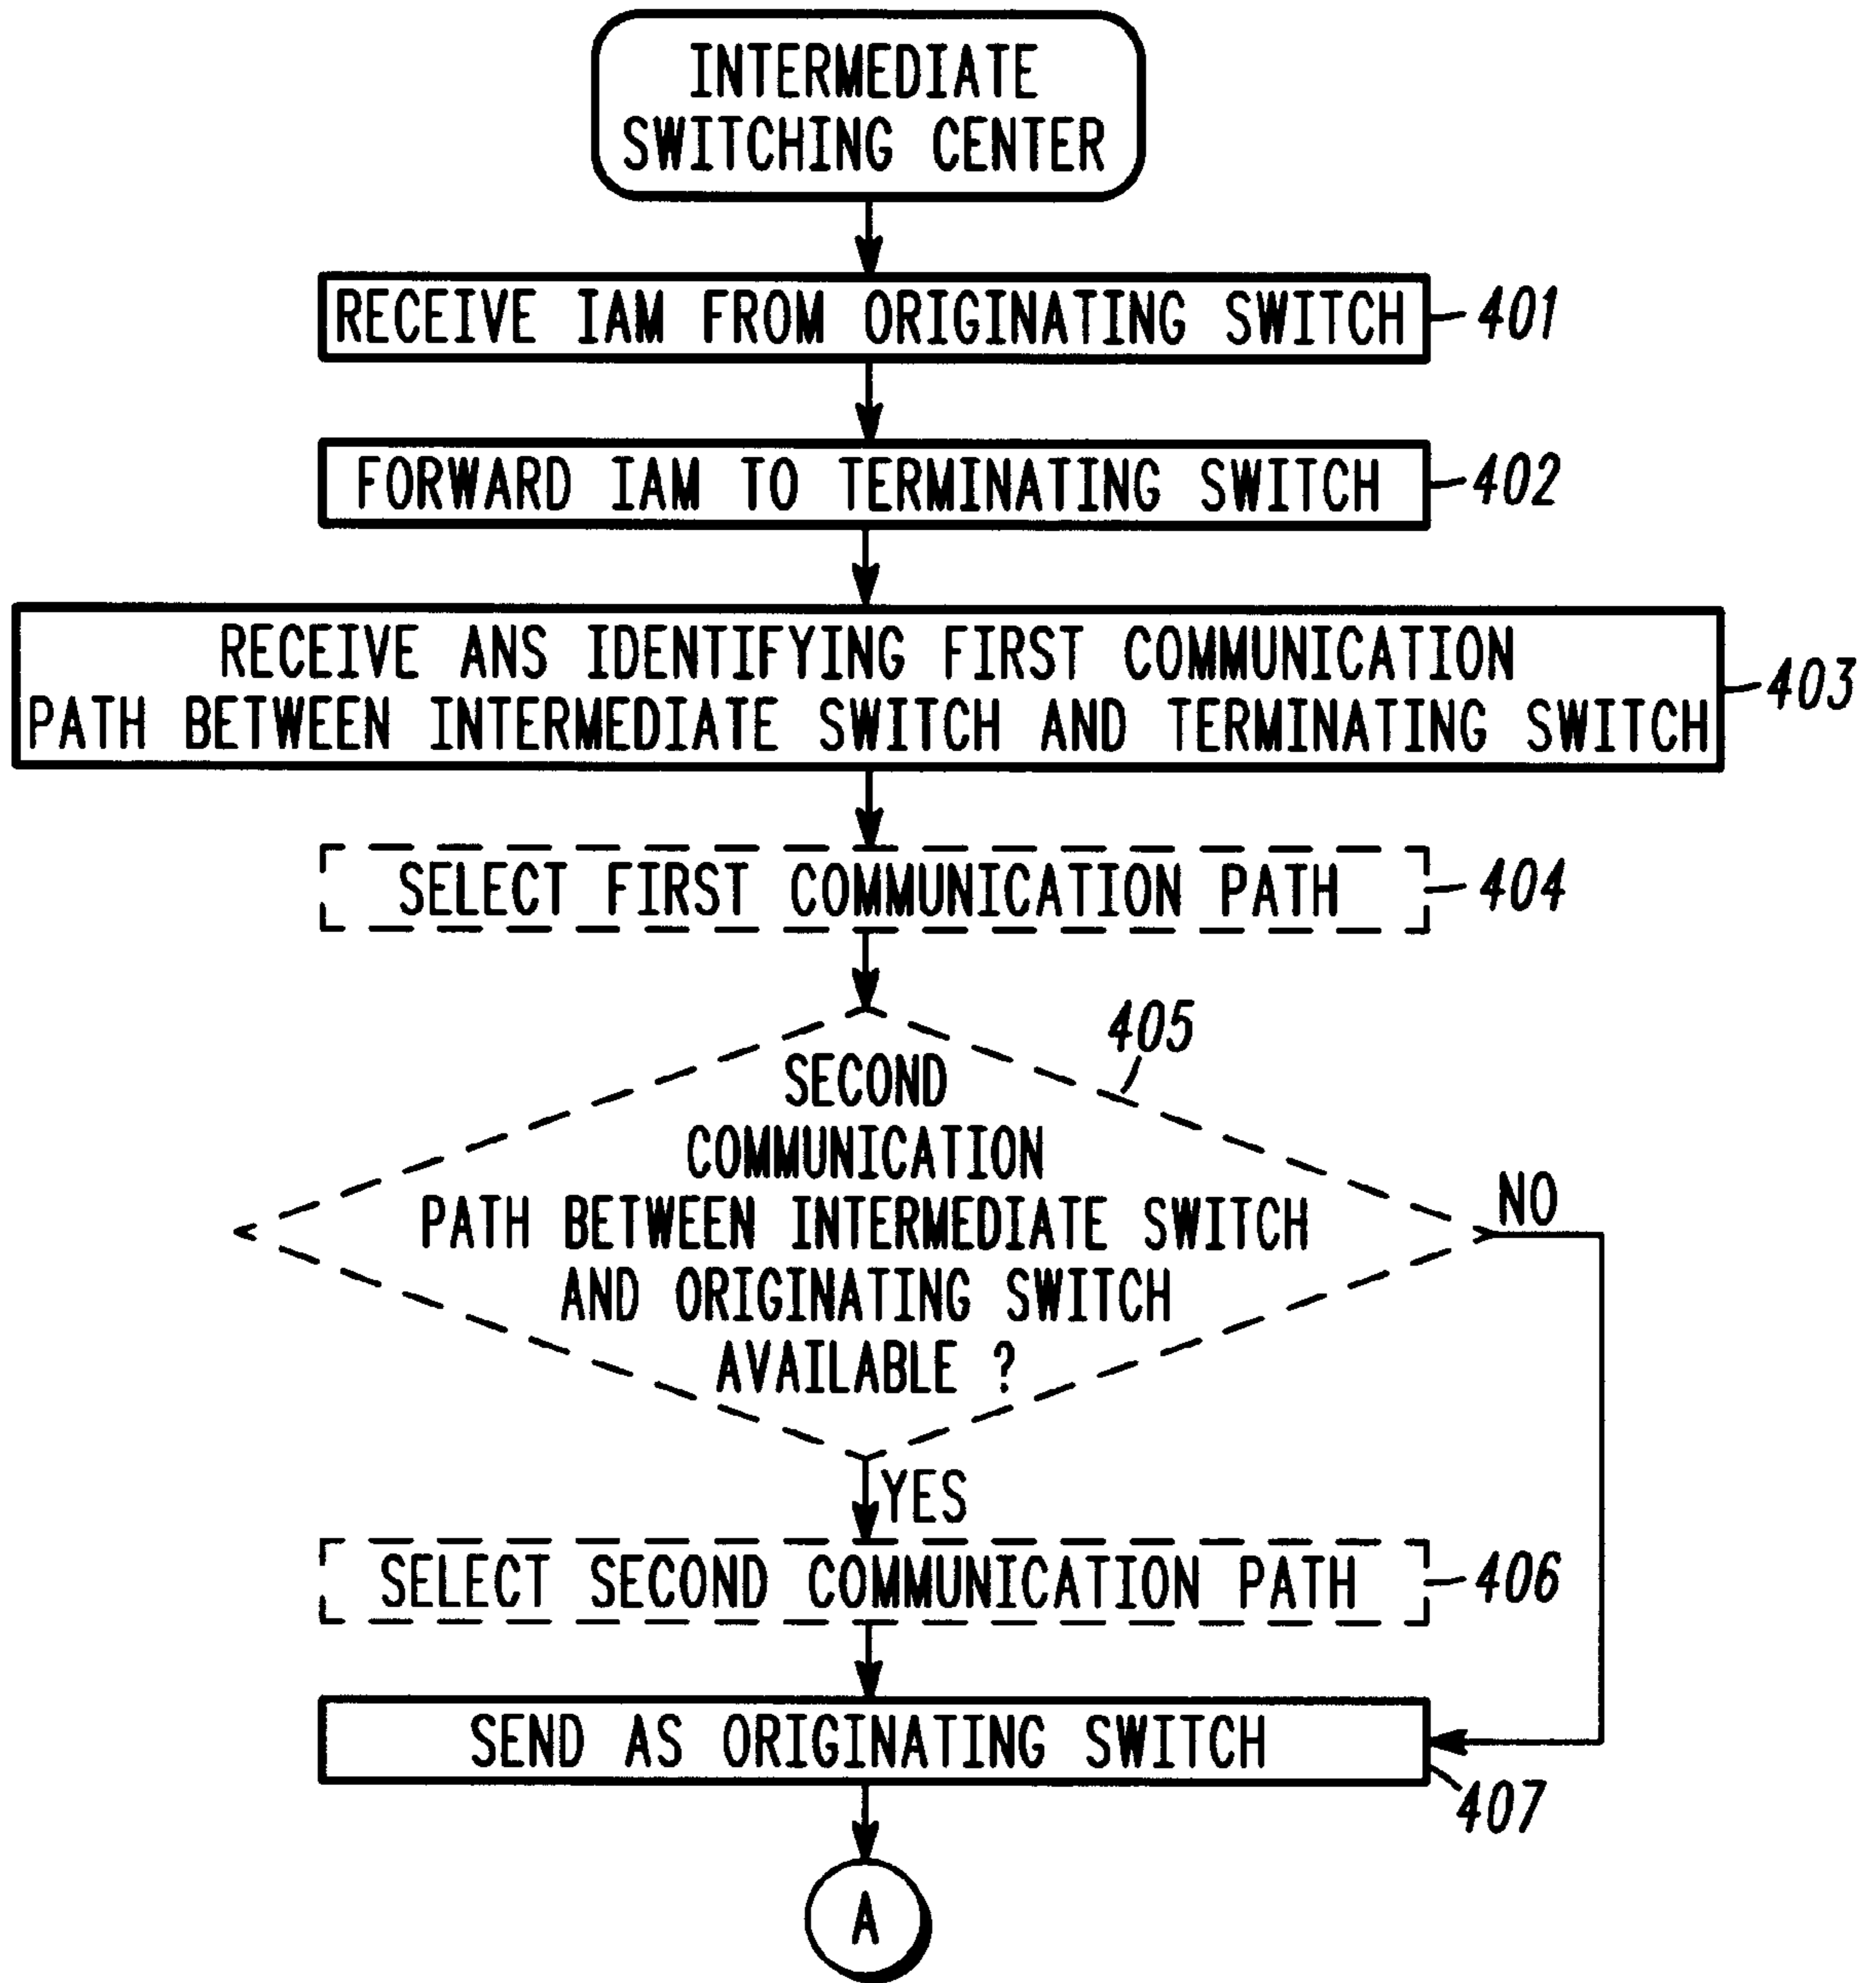 INTERMEDIATE
SWITCHING CENTER
RECEIVE IAM FROM ORIGINATING SWITCH
401
FORWARD IAM TO TERMINATING SWITCH
402
RECEIVE ANS IDENTIFYING FIRST COMMUNICATION
PATH BETWEEN INTERMEDIATE SWITCH AND TERMINATING SWITCH
403
SELECT FIRST COMMUNICATION PATH
404
405
SECOND
COMMUNICATION
PATH BETWEEN INTERMEDIATE SWITCH
AND ORIGINATING SWITCH
AVAILABLE ?
NO
YES
SELECT SECOND COMMUNICATION PATH
406
SEND AS ORIGINATING SWITCH
407
A